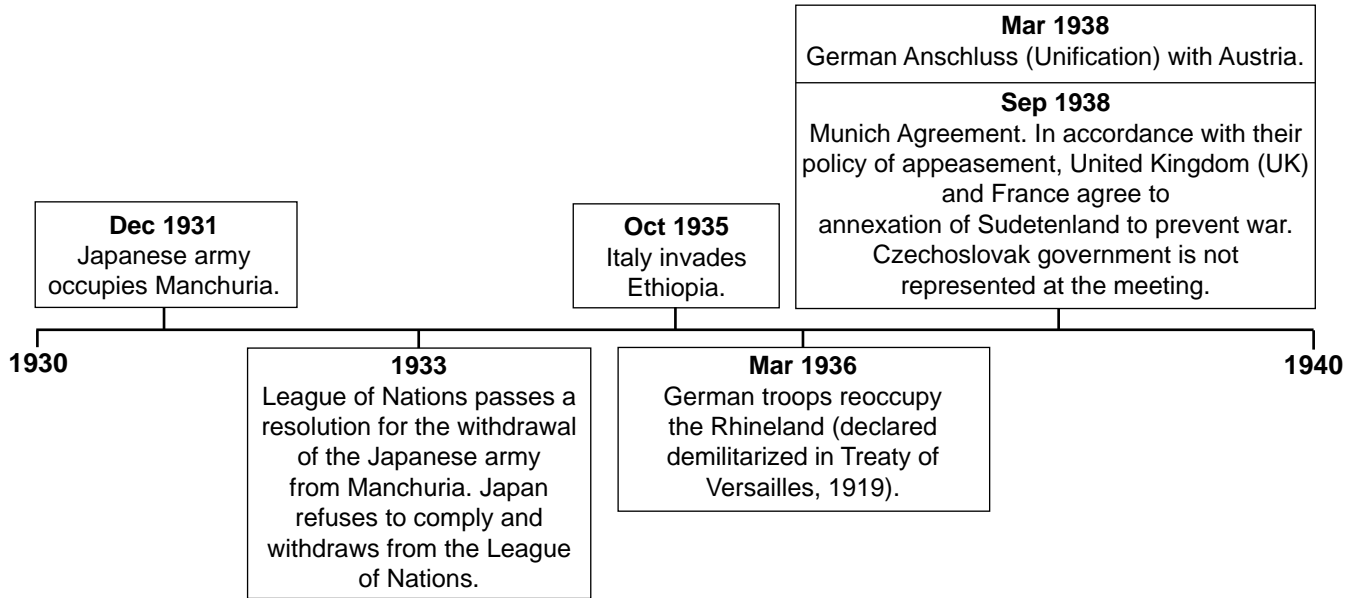 Mar 1938
German Anschluss (Unification) with Austria.
Sep 1938
Munich Agreement. In accordance with their
policy of appeasement, United Kingdom (UK)
and France agree to
annexation of Sudetenland to prevent war.
Czechoslovak government is not
represented at the meeting.
Dec 1931
Japanese army
occupies Manchuria.
Oct 1935
Italy invades
Ethiopia.
1930
1940
1933
League of Nations passes a
resolution for the withdrawal
of the Japanese army
from Manchuria. Japan
refuses to comply and
withdraws from the League
of Nations.
Mar 1936
German troops reoccupy
the Rhineland (declared
demilitarized in Treaty of
Versailles, 1919).